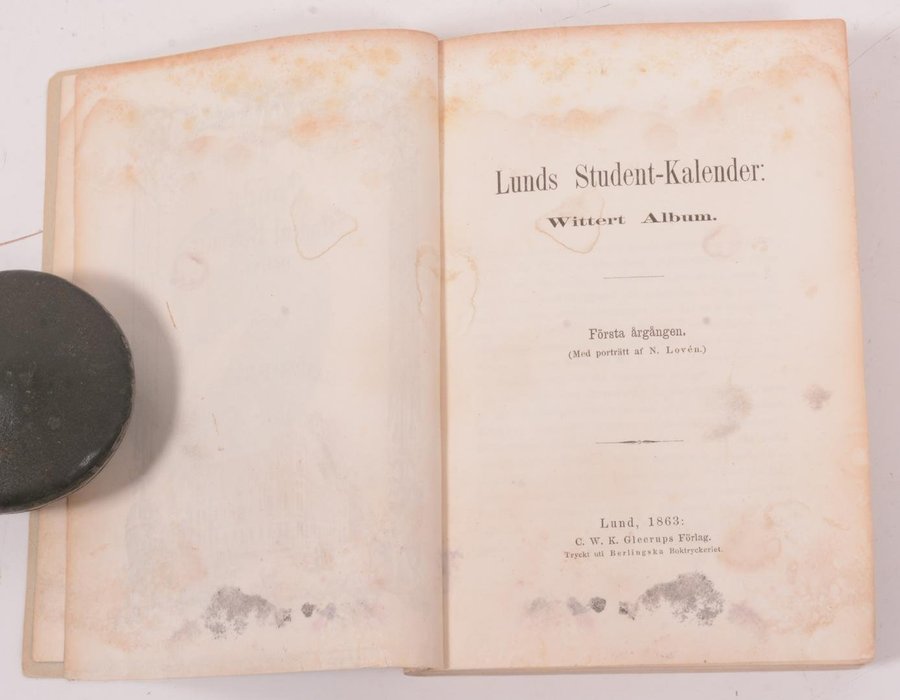 Lunds Student-Kalender:
Wittert Album.
Första årgången.
(Med porträtt af N. Lovén.)
Lund, 1863:
C. W. K. Gleerups Förlag.
Tryckt uti Berlingska Boktryckeriet.